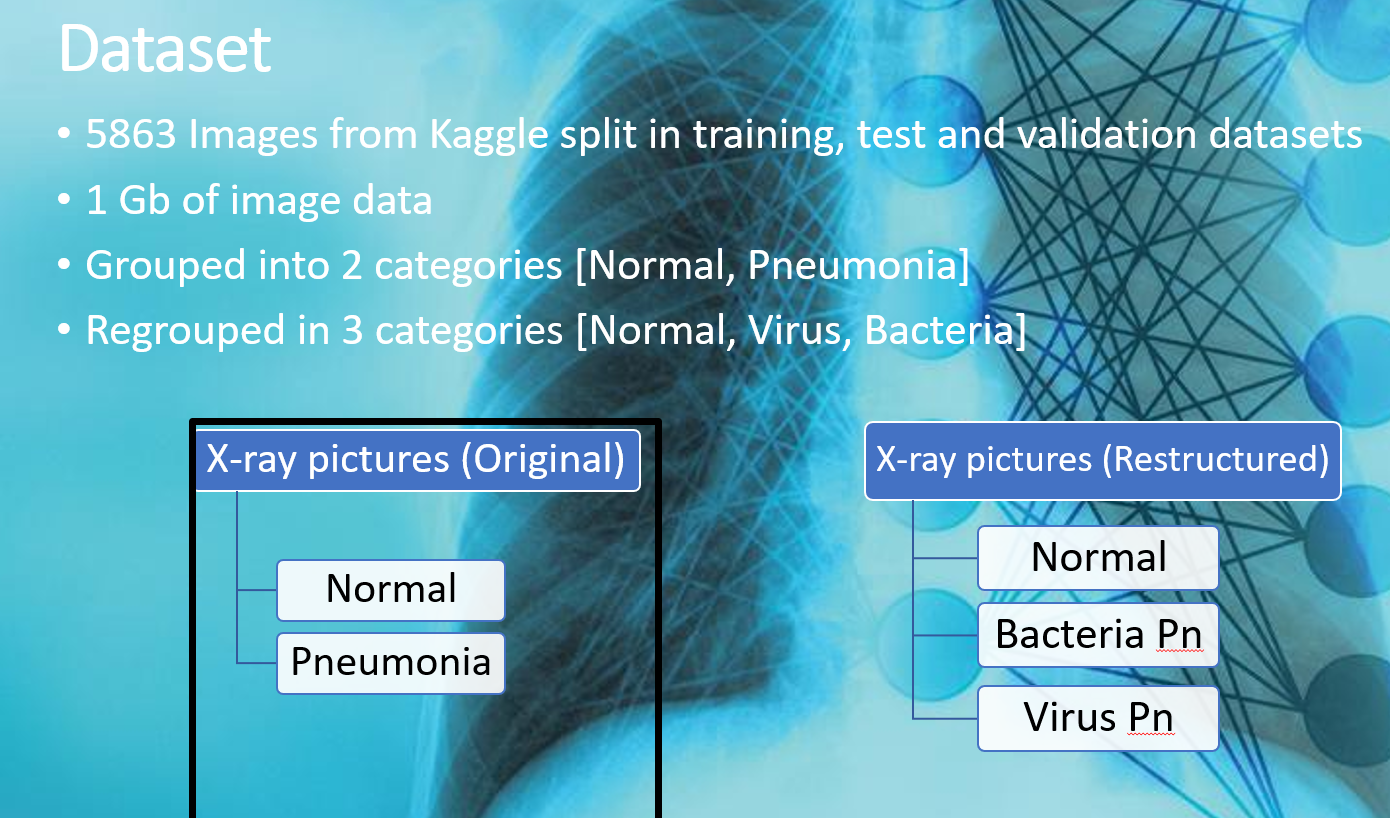 Dataset
• 5863 Images from Kaggle split in training, test and validation datasets
• 1 Gb of image data
• Grouped into 2 categories [Normal, Pneumonia]
• Regrouped in 3 categories [Normal, Virus, Bacteria]
X-ray pictures (Original)
Normal
Pneumonia
X-ray pictures (Restructured)
Normal
Bacteria Pn
Virus Pn